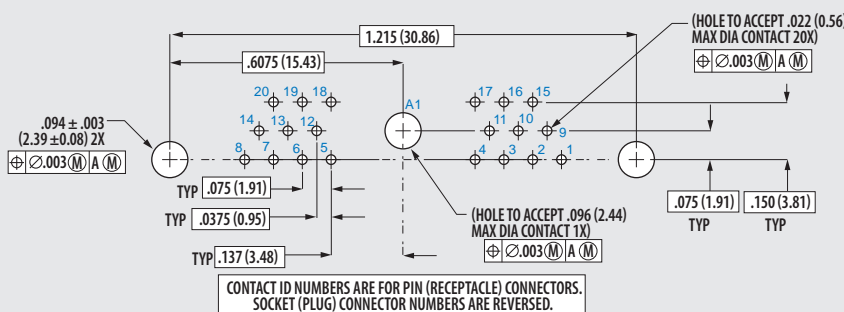 1.215 (30.86)
(HOLE TO ACCEPT .022 (0.56)
MAX DIA CONTACT 20X)
⌖ ∅.003 Ⓜ A Ⓜ
.6075 (15.43)
20 19 18
A1
17 16 15
14 13 12
11 10 9
.094 ± .003
(2.39 ±0.08) 2X
⌖ ∅.003 Ⓜ A Ⓜ
8 7 6 5
4 3 2 1
TYP .075 (1.91)
TYP .0375 (0.95)
TYP .137 (3.48)
(HOLE TO ACCEPT .096 (2.44)
MAX DIA CONTACT 1X)
⌖ ∅.003 Ⓜ A Ⓜ
.075 (1.91)
TYP
.150 (3.81)
TYP
CONTACT ID NUMBERS ARE FOR PIN (RECEPTACLE) CONNECTORS.
SOCKET (PLUG) CONNECTOR NUMBERS ARE REVERSED.